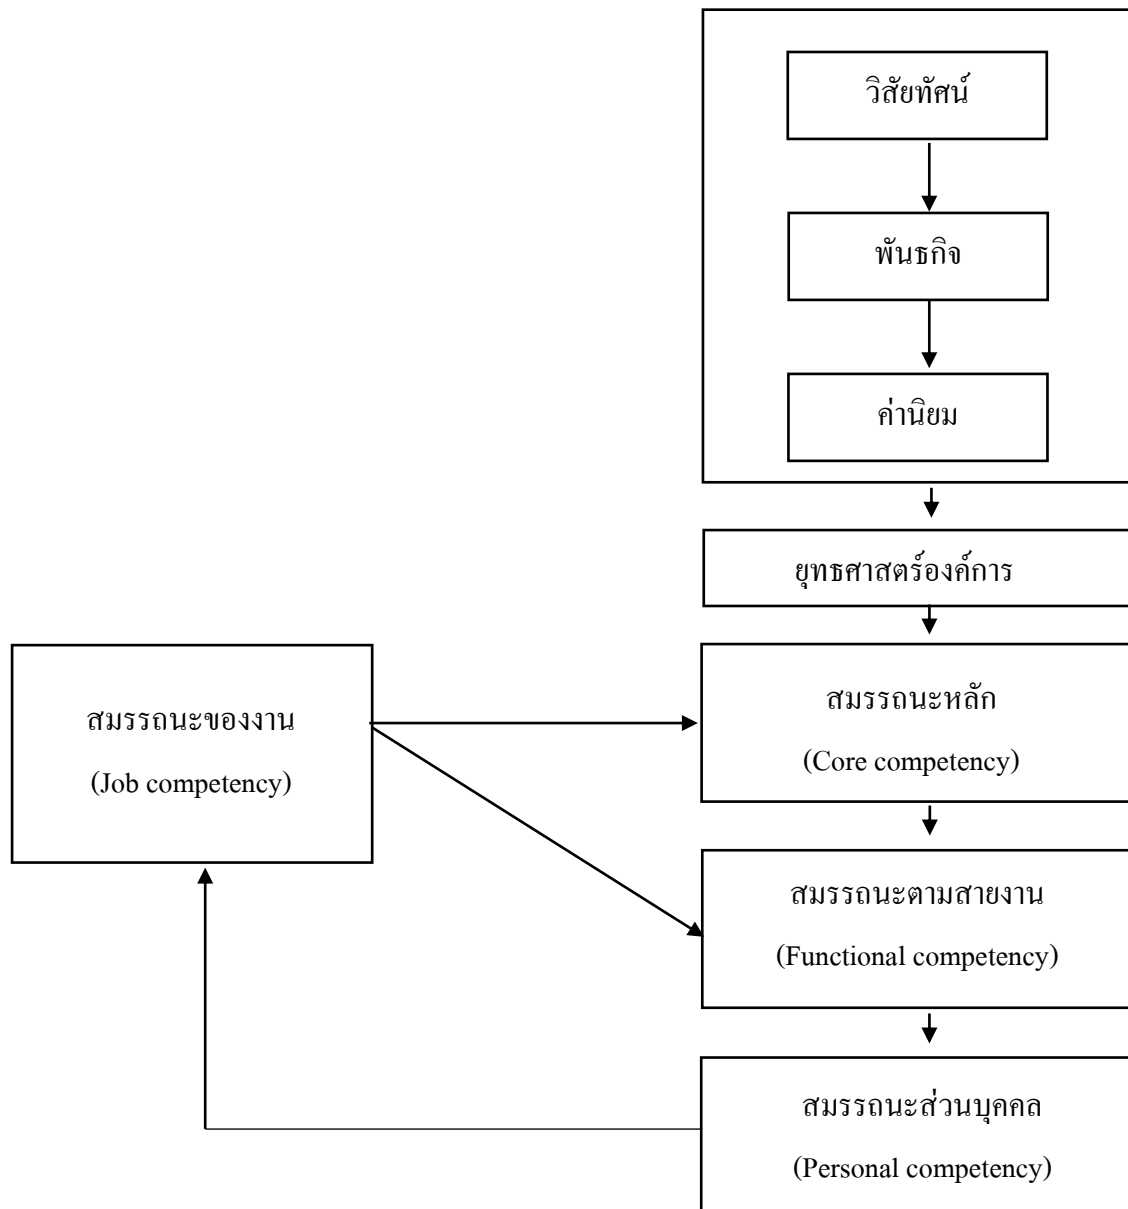 วิสัยทัศน์
พันธกิจ
ค่านิยม
ยุทธศาสตร์องค์การ
สมรรถนะของงาน
(Job competency)
สมรรถนะหลัก
(Core competency)
สมรรถนะตามสายงาน
(Functional competency)
สมรรถนะส่วนบุคคล
(Personal competency)